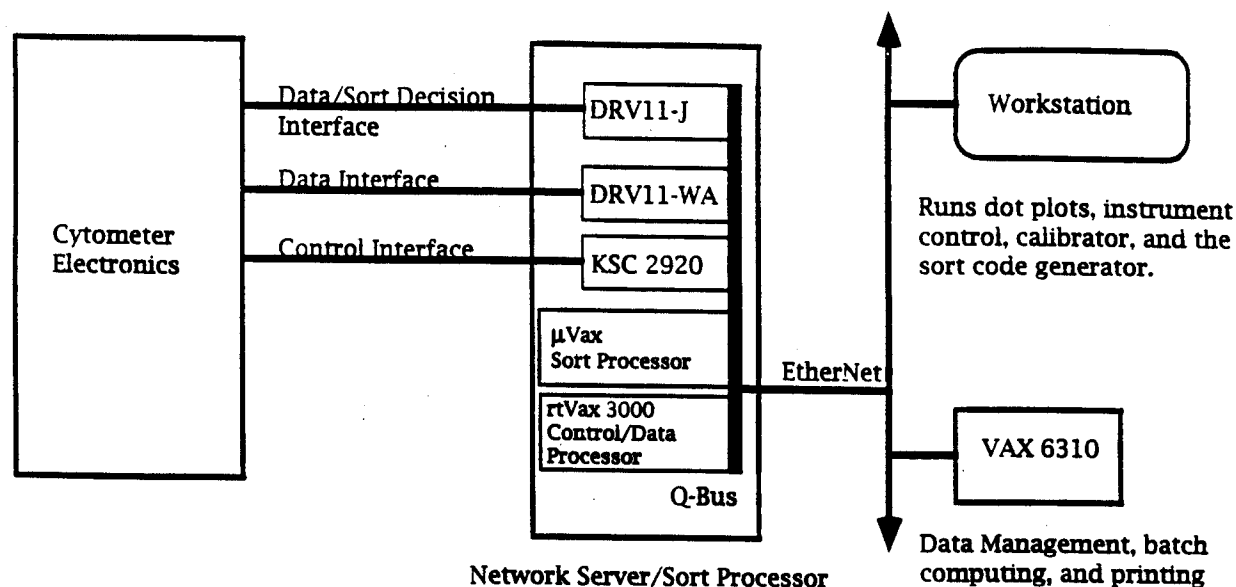 Cytometer
Electronics
Data/Sort Decision
Interface
Data Interface
Control Interface
DRV11-J
DRV11-WA
KSC 2920
µVax
Sort Processor
rtVax 3000
Control/Data
Processor
Q-Bus
Network Server/Sort Processor
EtherNet
Workstation
Runs dot plots, instrument
control, calibrator, and the
sort code generator.
VAX 6310
Data Management, batch
computing, and printing